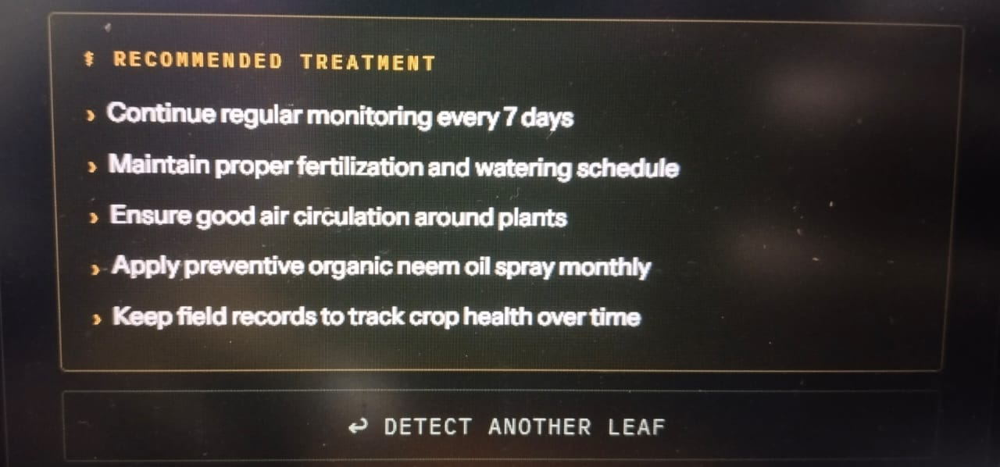 RECOMMENDED TREATMENT
› Continue regular monitoring every 7 days
› Maintain proper fertilization and watering schedule
› Ensure good air circulation around plants
› Apply preventive organic neem oil spray monthly
› Keep field records to track crop health over time
↩ DETECT ANOTHER LEAF